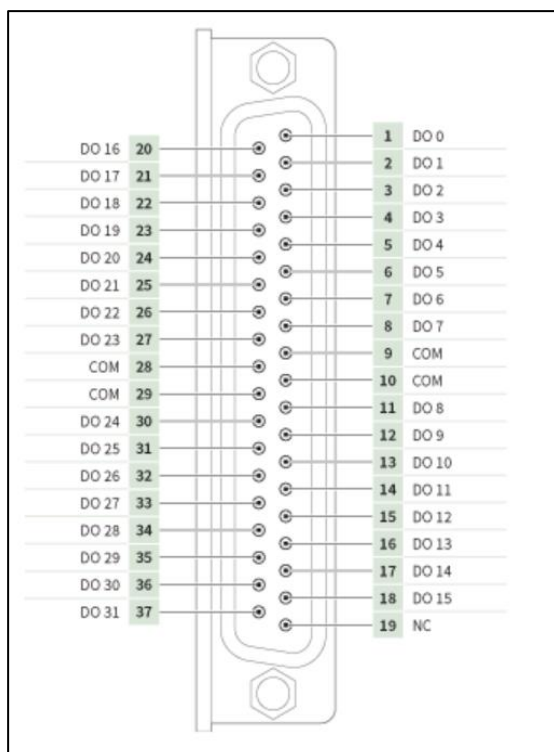 1 DO 0
DO 16 20
2 DO 1
DO 17 21
3 DO 2
DO 18 22
4 DO 3
DO 19 23
5 DO 4
DO 20 24
6 DO 5
DO 21 25
7 DO 6
DO 22 26
8 DO 7
DO 23 27
9 COM
COM 28
10 COM
COM 29
11 DO 8
DO 24 30
12 DO 9
DO 25 31
13 DO 10
DO 26 32
14 DO 11
DO 27 33
15 DO 12
DO 28 34
16 DO 13
DO 29 35
17 DO 14
DO 30 36
18 DO 15
DO 31 37
19 NC